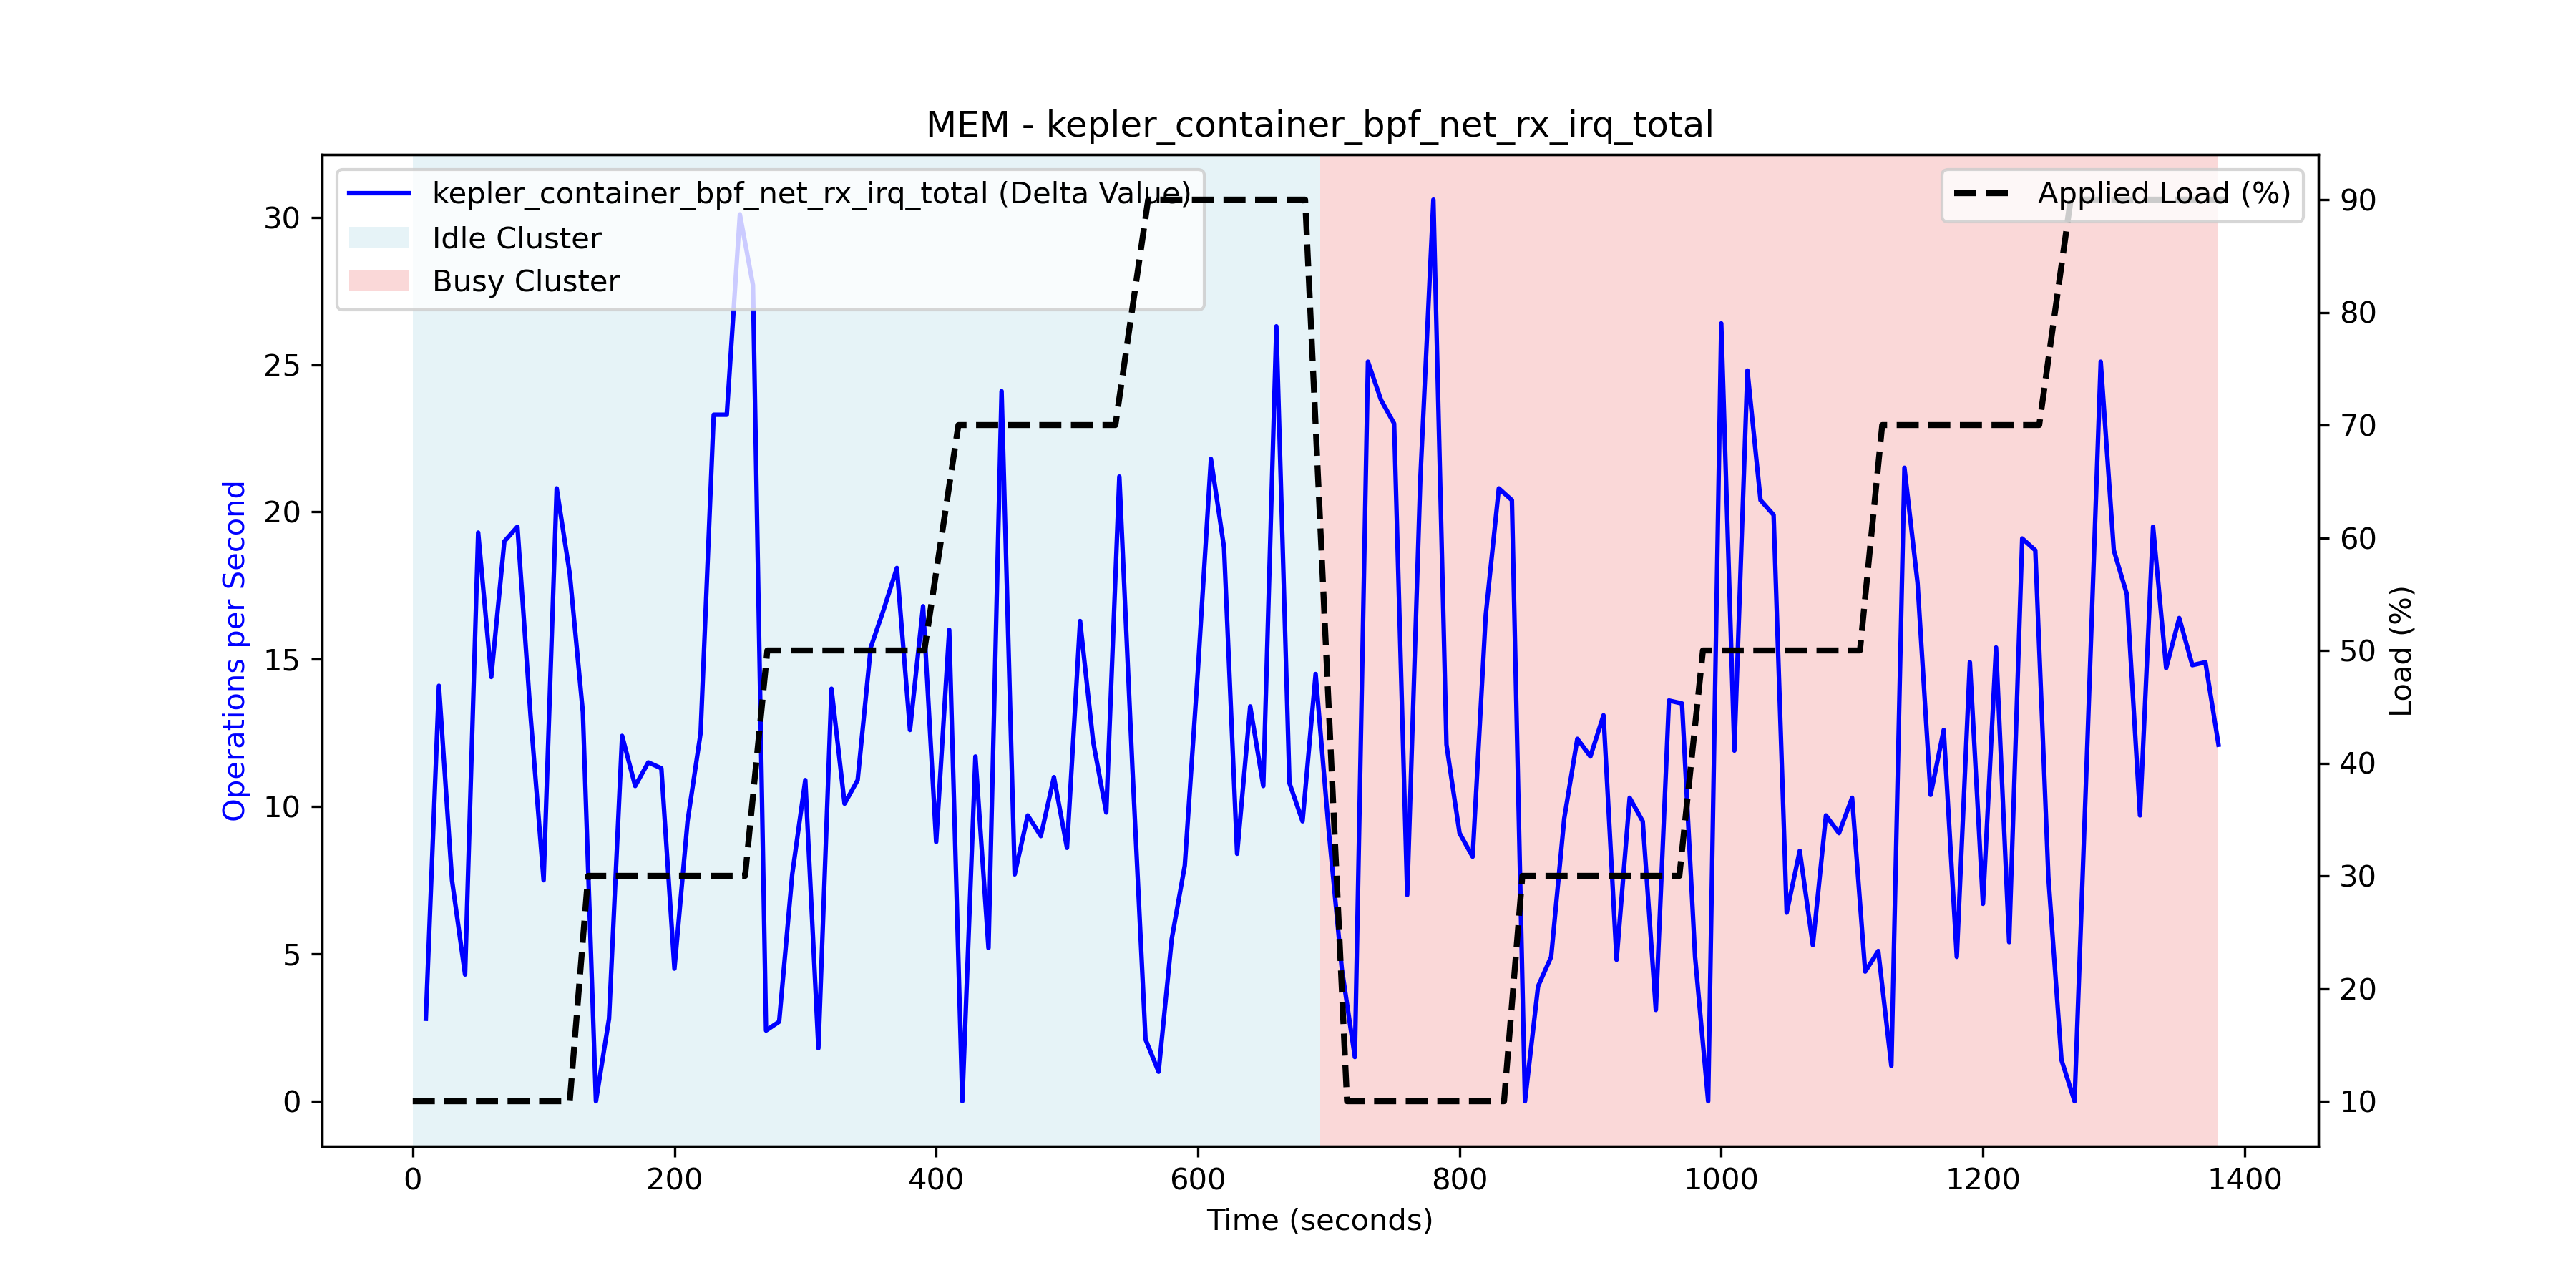 MEM - kepler_container_bpf_net_rx_irq_total
kepler_container_bpf_net_rx_irq_total (Delta Value)
Idle Cluster
Busy Cluster
Applied Load (%)
Operations per Second
30
25
20
15
10
5
0
90
80
70
60
50
40
30
20
10
Load (%)
0 200 400 600 800 1000 1200 1400
Time (seconds)